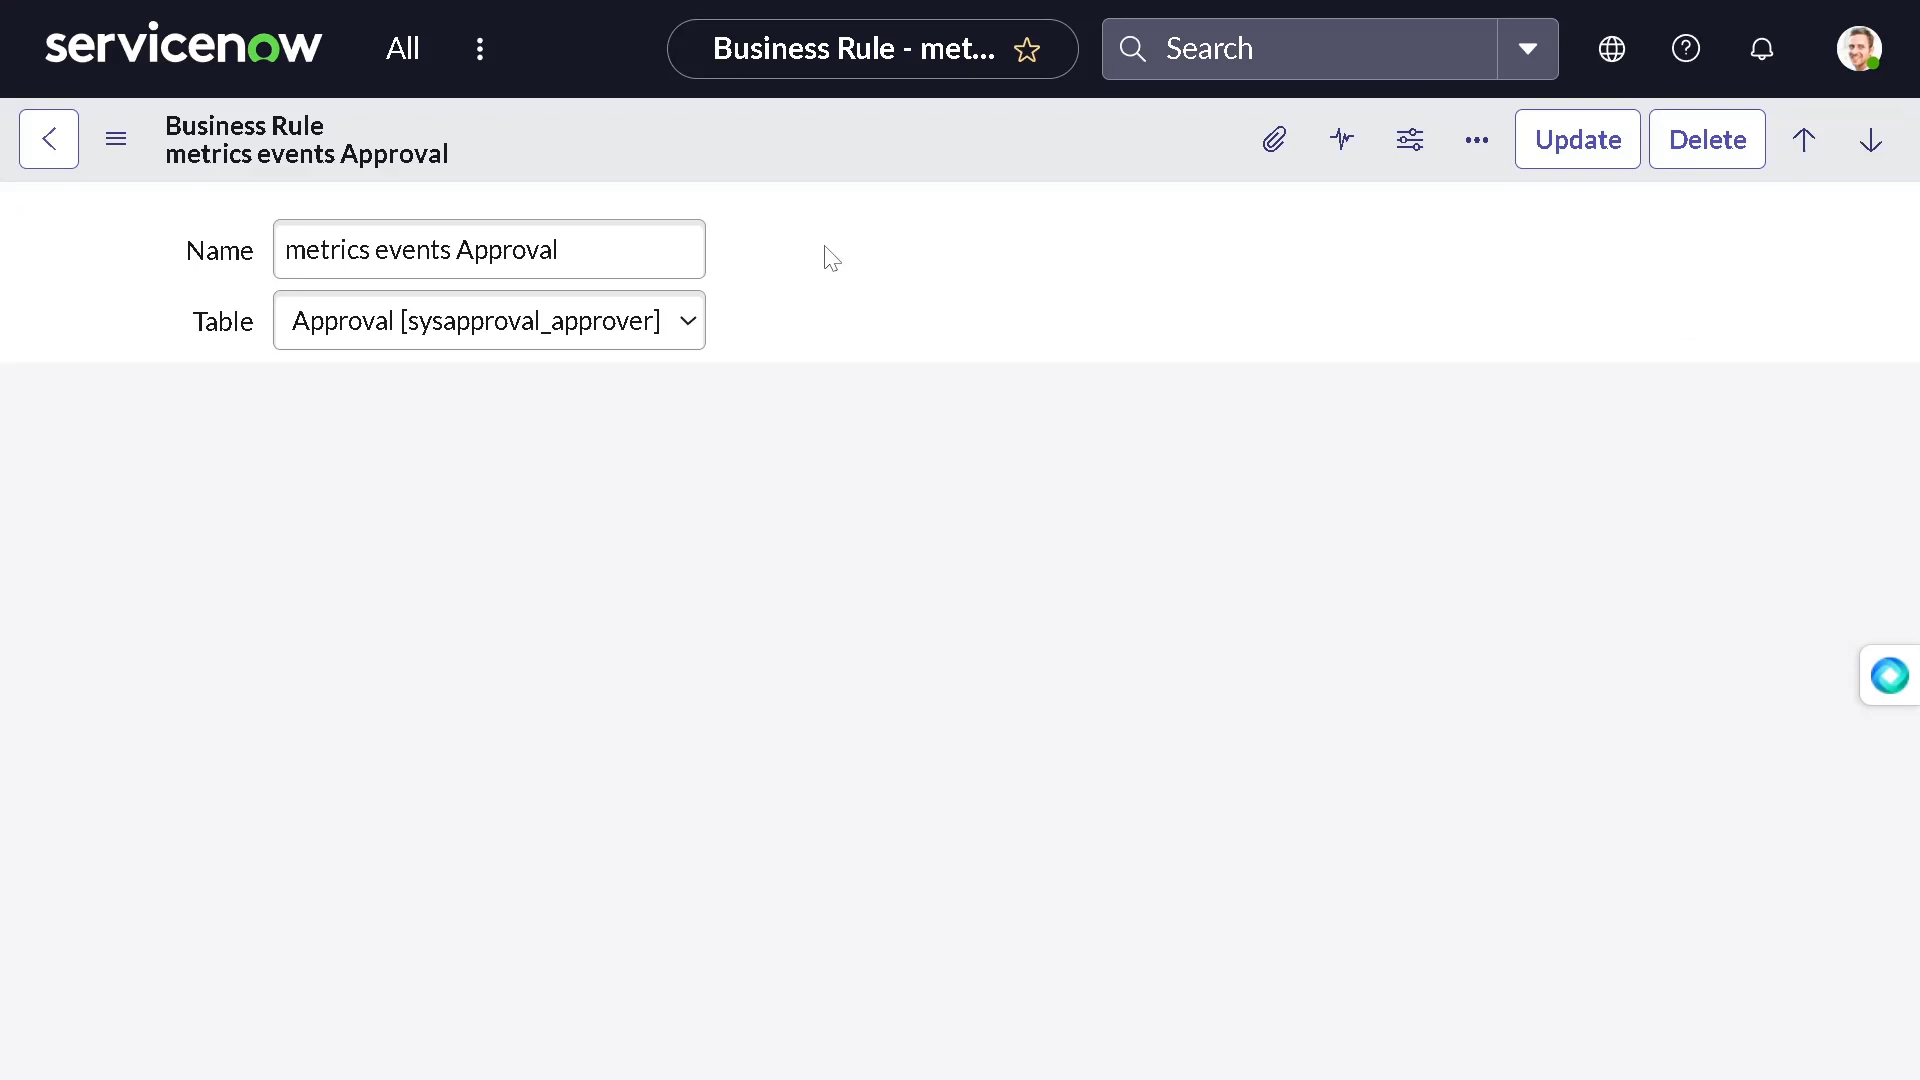 servicenow
All
Business Rule - met...
Search
Business Rule
metrics events Approval
Update
Delete
Name
metrics events Approval
Table
Approval [sysapproval_approver]